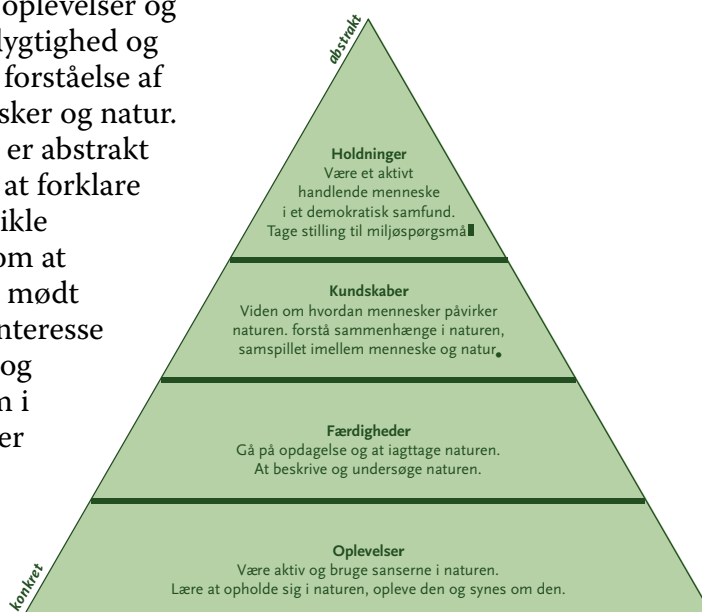 oplevelser og
lygtighed og
forståelse af
sker og natur.
er abstrakt
at forklare
ikle
om at
mødt
nteresse
og
n i
er
abstrakt
Holdninger
Være et aktivt
handlende menneske
i et demokratisk samfund.
Tage stilling til miljøspørgsmå
Kundskaber
Viden om hvordan mennesker påvirker
naturen. forstå sammenhænge i naturen,
samspillet imellem menneske og natur.
Færdigheder
Gå på opdagelse og at iagttage naturen.
At beskrive og undersøge naturen.
Oplevelser
Være aktiv og bruge sanserne i naturen.
Lære at opholde sig i naturen, opleve den og synes om den.
konkret